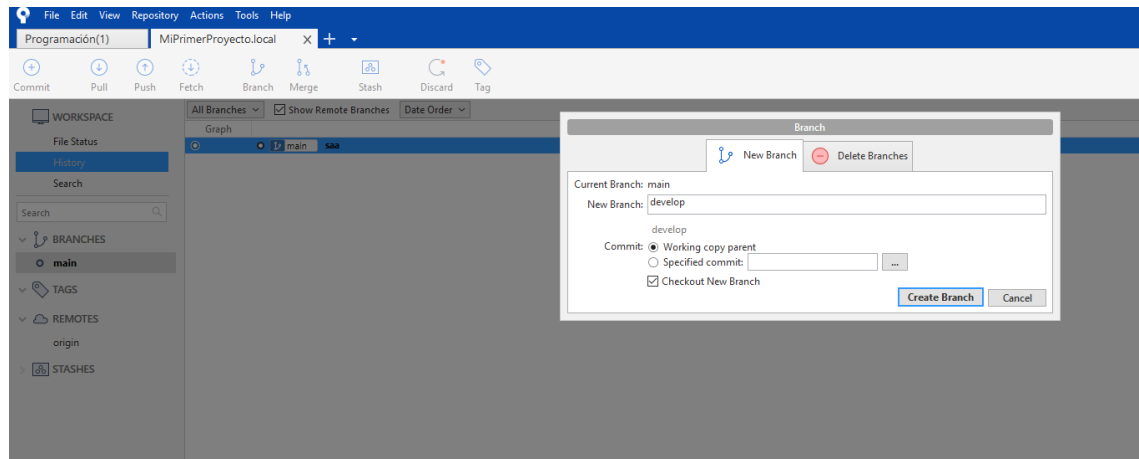 File Edit View Repository Actions Tools Help
Programación(1) MiPrimerProyecto.local X +
Commit Pull Push Fetch Branch Merge Stash Discard Tag
WORKSPACE
File Status
History
Search
Search
BRANCHES
main
TAGS
REMOTES
origin
STASHES
All Branches Show Remote Branches Date Order
Graph
main saa
Branch
New Branch Delete Branches
Current Branch: main
New Branch: develop
develop
Commit: Working copy parent
Specified commit: ...
Checkout New Branch
Create Branch Cancel